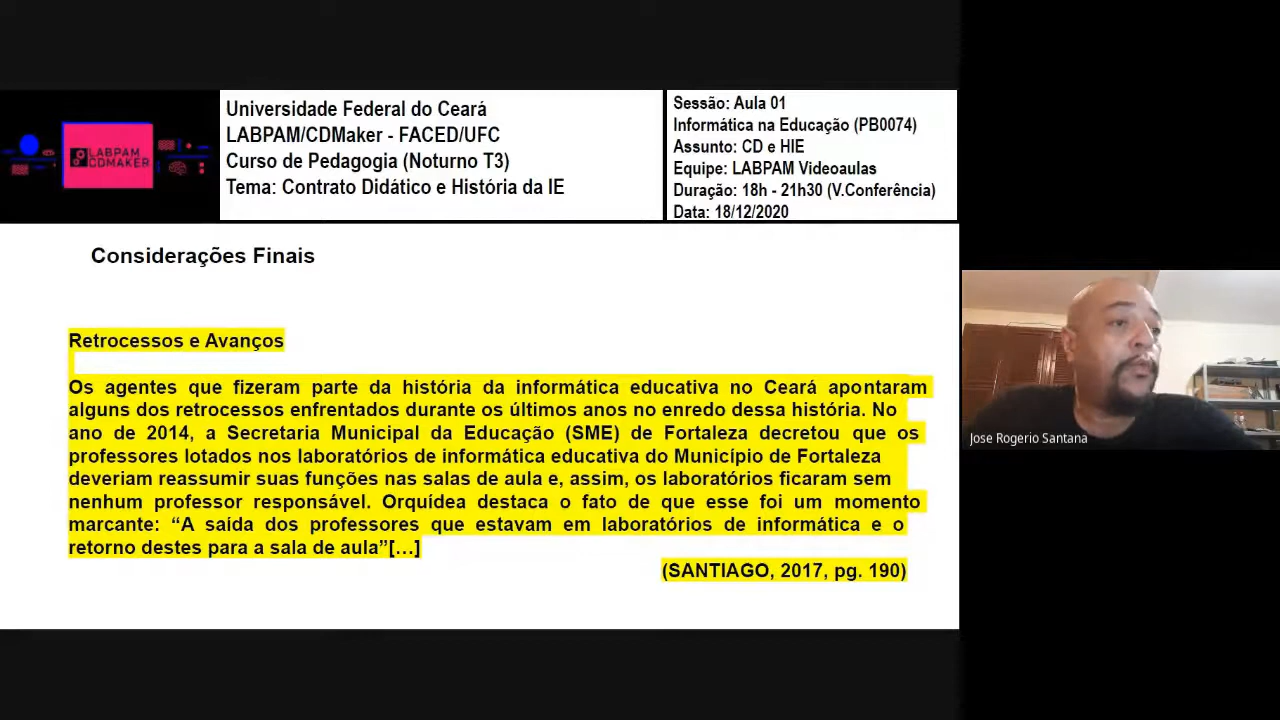 LABPAM
CDMAKER
Universidade Federal do Ceará
LABPAM/CDMaker - FACED/UFC
Curso de Pedagogia (Noturno T3)
Tema: Contrato Didático e História da IE
Sessão: Aula 01
Informática na Educação (PB0074)
Assunto: CD e HIE
Equipe: LABPAM Videoaulas
Duração: 18h - 21h30 (V.Conferência)
Data: 18/12/2020
Considerações Finais
Retrocessos e Avanços
Os agentes que fizeram parte da história da informática educativa no Ceará apontaram
alguns dos retrocessos enfrentados durante os últimos anos no enredo dessa história. No
ano de 2014, a Secretaria Municipal da Educação (SME) de Fortaleza decretou que os
professores lotados nos laboratórios de informática educativa do Município de Fortaleza
deveriam reassumir suas funções nas salas de aula e, assim, os laboratórios ficaram sem
nenhum professor responsável. Orquídea destaca o fato de que esse foi um momento
marcante: “A saída dos professores que estavam em laboratórios de informática e o
retorno destes para a sala de aula”[...]
(SANTIAGO, 2017, pg. 190)
Jose Rogerio Santana